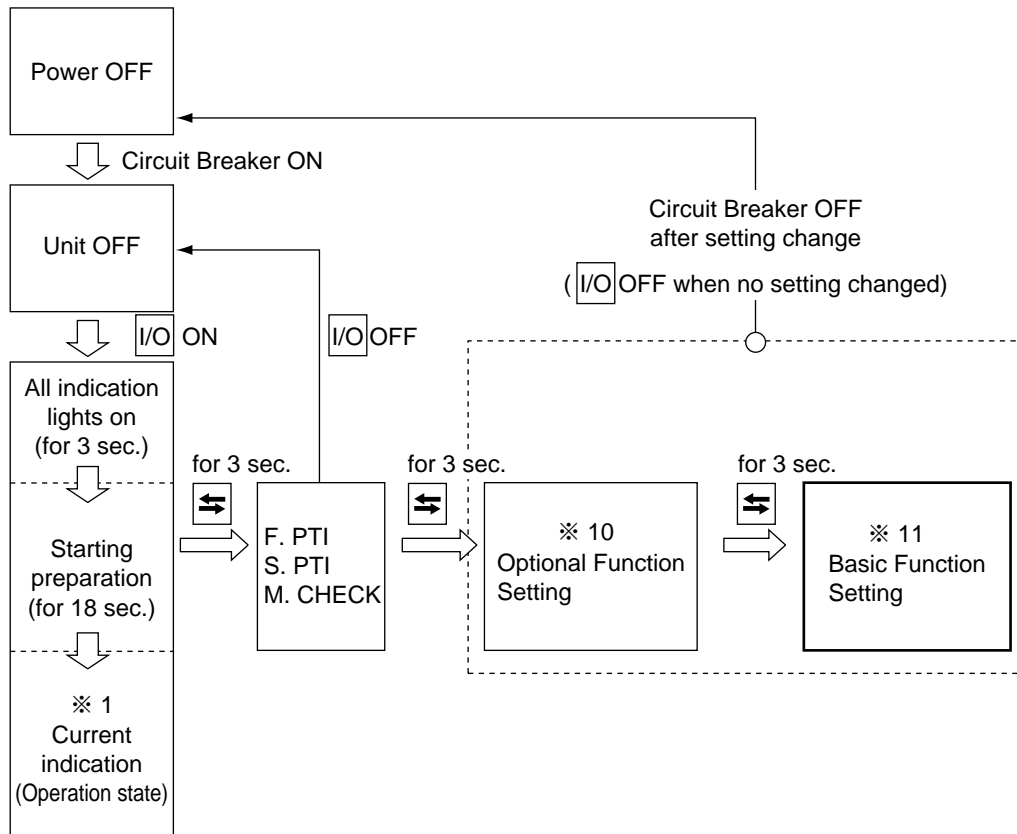 Power OFF
Circuit Breaker ON
Unit OFF
Circuit Breaker OFF
after setting change
( I/O OFF when no setting changed)
I/O ON
I/O OFF
All indication
lights on
(for 3 sec.)
for 3 sec.
for 3 sec.
for 3 sec.
Starting
preparation
(for 18 sec.)
F. PTI
S. PTI
M. CHECK
※ 10
Optional Function
Setting
※ 11
Basic Function
Setting
※ 1
Current
indication
(Operation state)